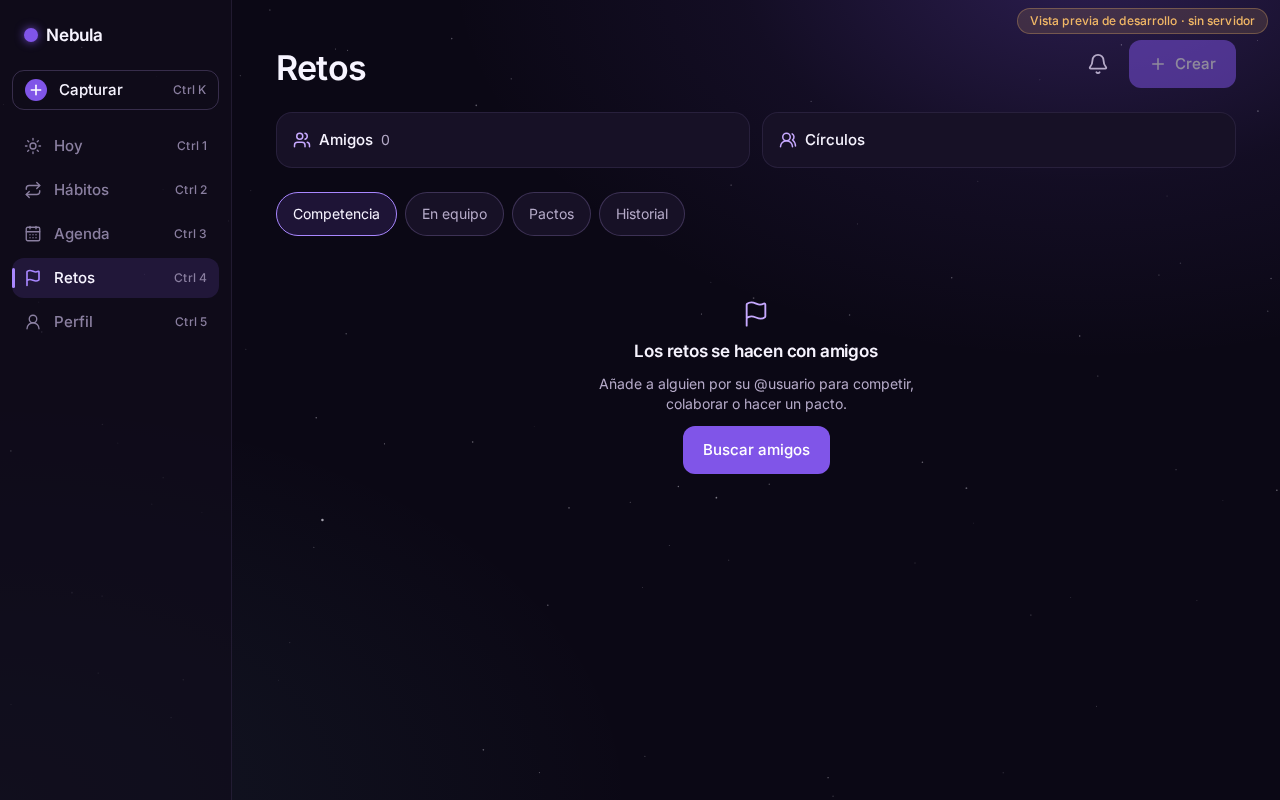 Nebula
Capturar Ctrl K
Hoy Ctrl 1
Hábitos Ctrl 2
Agenda Ctrl 3
Retos Ctrl 4
Perfil Ctrl 5
Vista previa de desarrollo · sin servidor
Retos
Crear
Amigos 0
Círculos
Competencia
En equipo
Pactos
Historial
Los retos se hacen con amigos
Añade a alguien por su @usuario para competir,
colaborar o hacer un pacto.
Buscar amigos